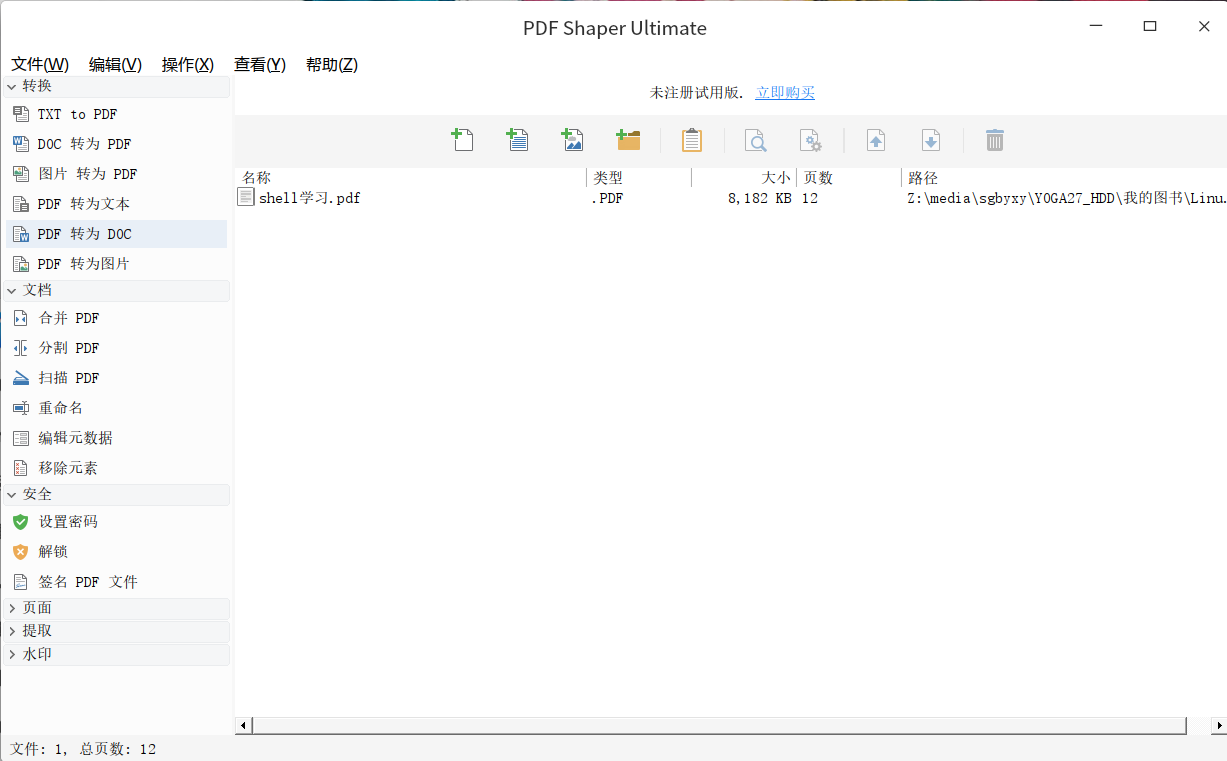 PDF Shaper Ultimate
文件(W) 编辑(V) 操作(X) 查看(Y) 帮助(Z)
转换
TXT to PDF
DOC 转为 PDF
图片 转为 PDF
PDF 转为文本
PDF 转为 DOC
PDF 转为图片
文档
合并 PDF
分割 PDF
扫描 PDF
重命名
编辑元数据
移除元素
安全
设置密码
解锁
签名 PDF 文件
页面
提取
水印
未注册试用版. 立即购买
名称 类型 大小 页数 路径
shell学习.pdf .PDF 8,182 KB 12 Z:\media\sgbyxy\YOGA27_HDD\我的图书\Linu.
文件: 1, 总页数: 12